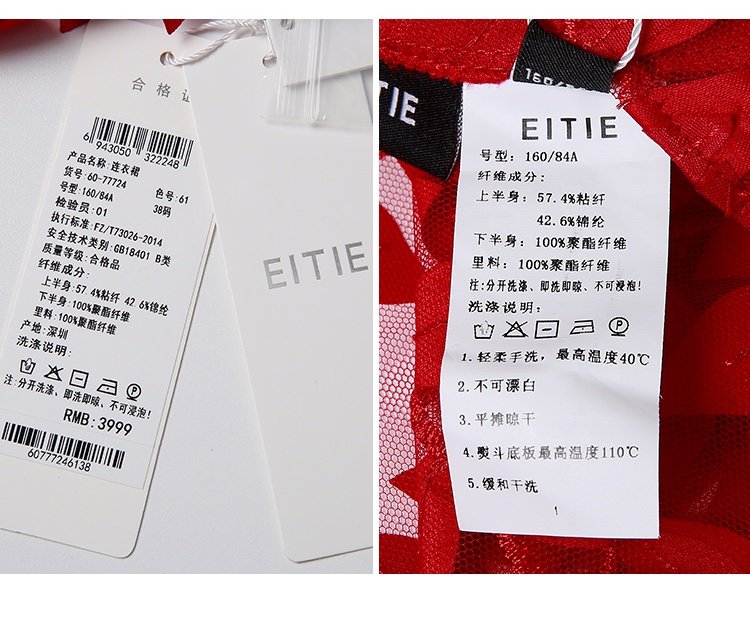 合格证
6 943050 322248
产品名称:连衣裙
货号:60-77724 色号:61
号型:160/84A 38码
检验员:01
执行标准:FZ/T73026-2014
安全技术类别:GB18401 B类
质量等级:合格品
纤维成分:
上半身:57.4%粘纤 42.6%锦纶
下半身:100%聚酯纤维
里料:100%聚酯纤维
产地:深圳
洗涤说明:
注:分开洗涤、即洗即晾、不可浸泡!
RMB:3999
60777246138
EITIE
TIE
160/
EITIE
号型: 160/84A
纤维成分:
上半身: 57.4%粘纤
42.6%锦纶
下半身: 100%聚酯纤维
里料: 100%聚酯纤维
注:分开洗涤、即洗即晾、不可浸泡!
洗涤说明:
1.轻柔手洗，最高温度40℃
2.不可漂白
3.平摊晾干
4.熨斗底板最高温度110℃
5.缓和干洗
1